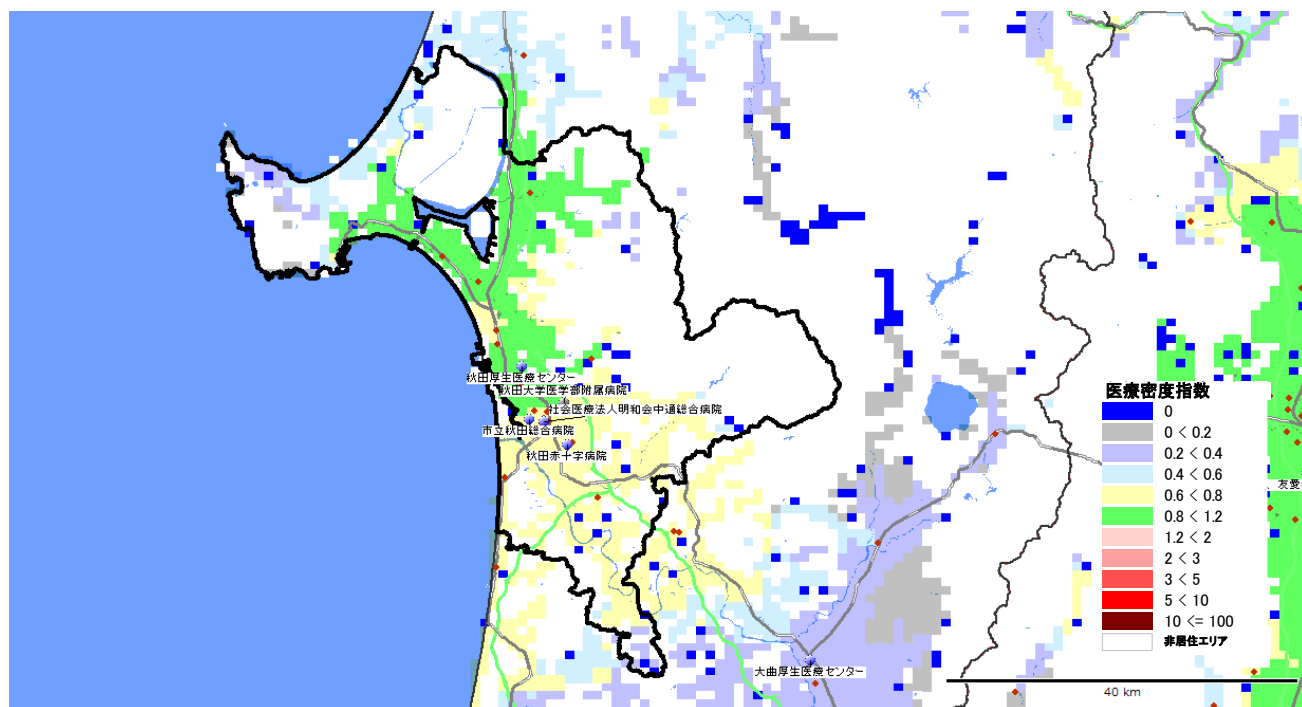 秋田厚生医療センター
秋田大学医学部附属病院
社会医療法人明和会中通総合病院
市立秋田総合病院
秋田赤十字病院
大曲厚生医療センター
友愛
医療密度指数
0
0 < 0.2
0.2 < 0.4
0.4 < 0.6
0.6 < 0.8
0.8 < 1.2
1.2 < 2
2 < 3
3 < 5
5 < 10
10 <= 100
非居住エリア
40 km